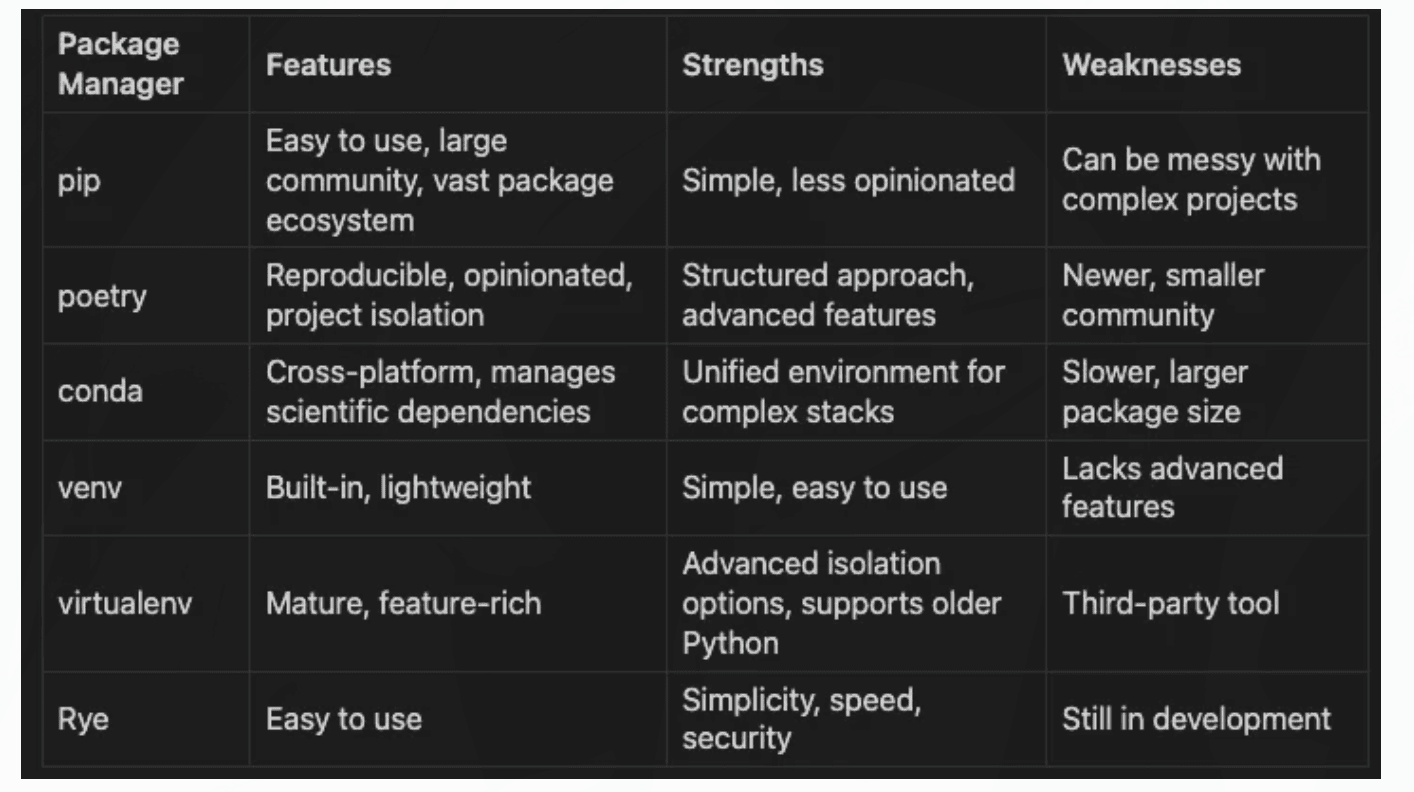 Package
Manager
Features
Strengths
Weaknesses
pip
Easy to use, large
community, vast package
ecosystem
Simple, less opinionated
Can be messy with
complex projects
poetry
Reproducible, opinionated,
project isolation
Structured approach,
advanced features
Newer, smaller
community
conda
Cross-platform, manages
scientific dependencies
Unified environment for
complex stacks
Slower, larger
package size
venv
Built-in, lightweight
Simple, easy to use
Lacks advanced
features
virtualenv
Mature, feature-rich
Advanced isolation
options, supports older
Python
Third-party tool
Rye
Easy to use
Simplicity, speed,
security
Still in development